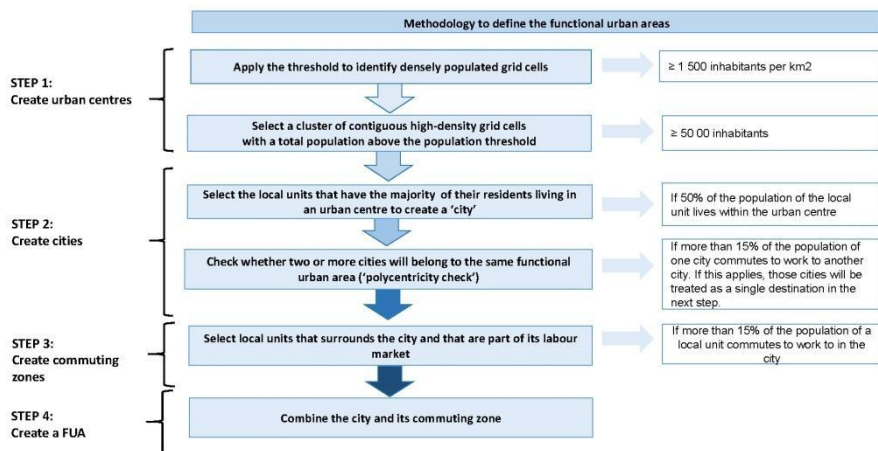 Methodology to define the functional urban areas
STEP 1:
Create urban centres
Apply the threshold to identify densely populated grid cells
≥ 1 500 inhabitants per km2
Select a cluster of contiguous high-density grid cells
with a total population above the population threshold
≥ 50 00 inhabitants
STEP 2:
Create cities
Select the local units that have the majority of their residents living in
an urban centre to create a ‘city’
If 50% of the population of the local
unit lives within the urban centre
Check whether two or more cities will belong to the same functional
urban area (‘polycentricity check’)
If more than 15% of the population of
one city commutes to work to another
city. If this applies, those cities will be
treated as a single destination in the
next step.
STEP 3:
Create commuting
zones
Select local units that surrounds the city and that are part of its labour
market
If more than 15% of the population of a
local unit commutes to work to in the
city
STEP 4:
Create a FUA
Combine the city and its commuting zone